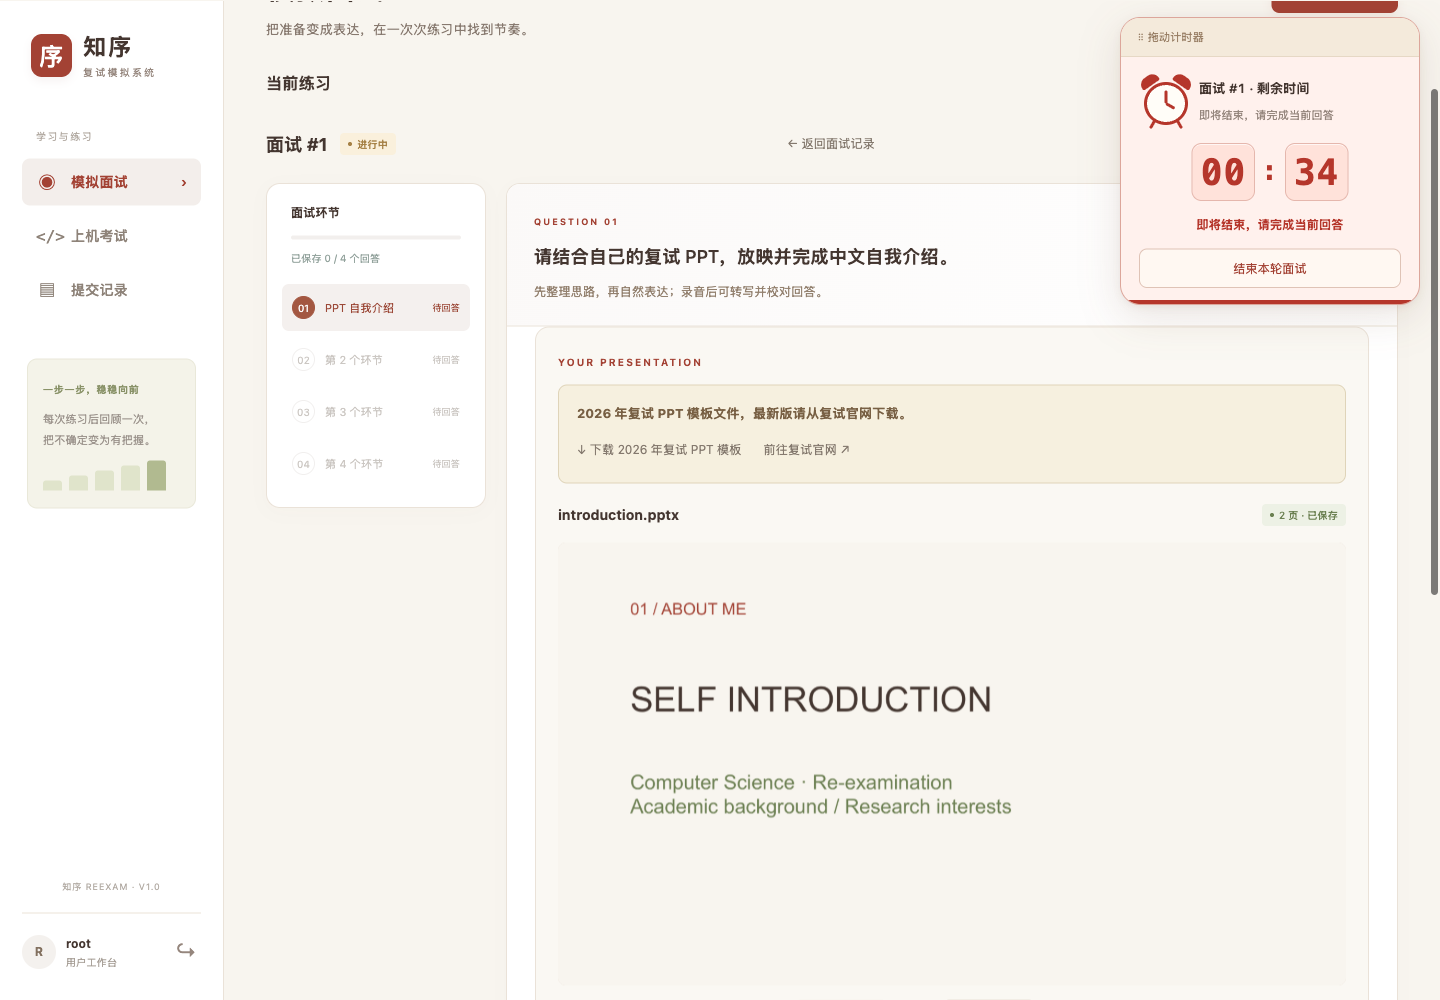 序
知序
复试模拟系统
学习与练习
模拟面试 ›
</> 上机考试
提交记录
一步一步，稳稳向前
每次练习后回顾一次，
把不确定变为有把握。
知序 REEXAM · V1.0
R
root
用户工作台
把准备变成表达，在一次次练习中找到节奏。
当前练习
面试 #1
进行中
← 返回面试记录
面试环节
已保存 0 / 4 个回答
01 PPT 自我介绍 待回答
02 第 2 个环节 待回答
03 第 3 个环节 待回答
04 第 4 个环节 待回答
QUESTION 01
请结合自己的复试 PPT，放映并完成中文自我介绍。
先整理思路，再自然表达；录音后可转写并校对回答。
YOUR PRESENTATION
2026 年复试 PPT 模板文件，最新版请从复试官网下载。
↓ 下载 2026 年复试 PPT 模板 前往复试官网 ↗
introduction.pptx
2 页 · 已保存
01 / ABOUT ME
SELF INTRODUCTION
Computer Science · Re-examination
Academic background / Research interests
拖动计时器
面试 #1 · 剩余时间
即将结束，请完成当前回答
00 : 34
即将结束，请完成当前回答
结束本轮面试